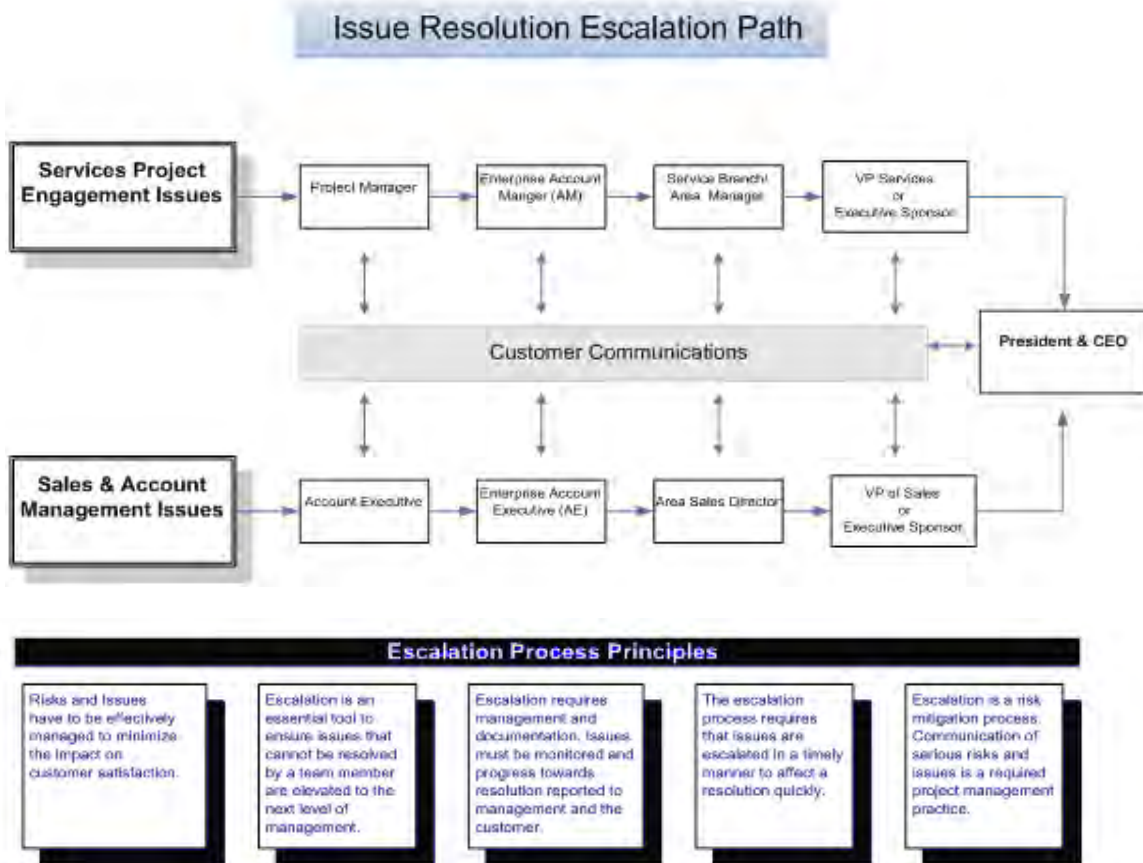 Issue Resolution Escalation Path
Services Project
Engagement Issues
Project Manager
Enterprise Account
Manger (AM)
Service Branch/
Area Manager
VP Services
or
Executive Sponsor
Customer Communications
President & CEO
Sales & Account
Management Issues
Account Executive
Enterprise Account
Executive (AE)
Area Sales Director
VP of Sales
or
Executive Sponsor
Escalation Process Principles
Risks and Issues
have to be effectively
managed to minimize
the impact on
customer satisfaction.
Escalation is an
essential tool to
ensure issues that
cannot be resolved
by a team member
are elevated to the
next level of
management.
Escalation requires
management and
documentation. Issues
must be monitored and
progress towards
resolution reported to
management and the
customer.
The escalation
process requires
that issues are
escalated in a timely
manner to affect a
resolution quickly.
Escalation is a risk
mitigation process.
Communication of
serious risks and
issues is a required
project management
practice.